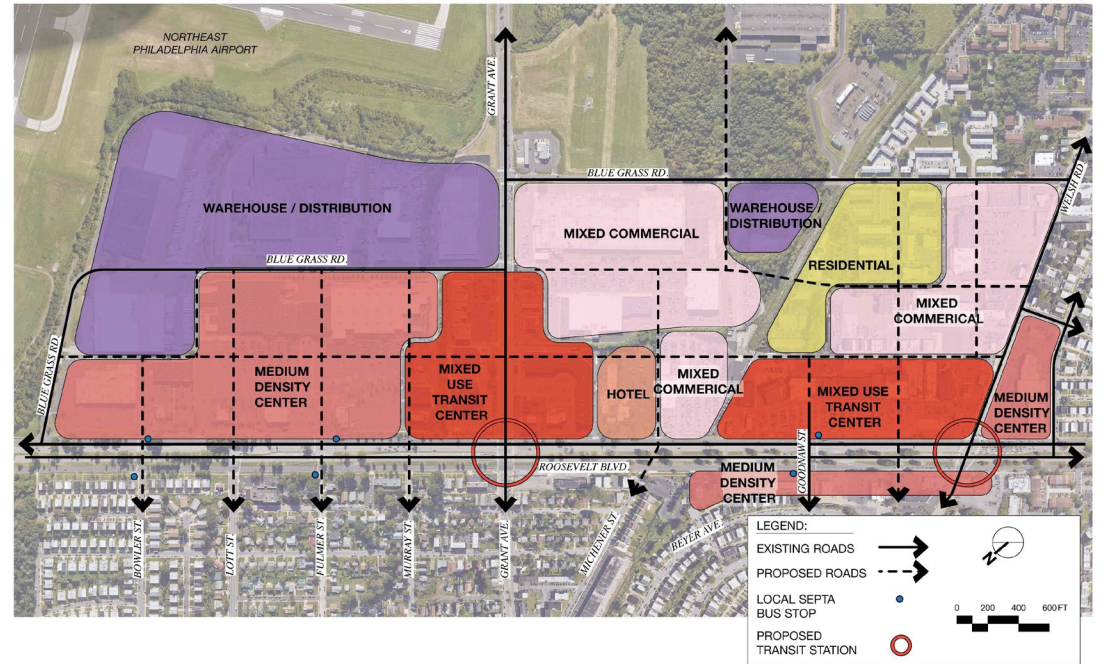 NORTHEAST
PHILADELPHIA AIRPORT
GRANT AVE.
BLUE GRASS RD.
WELSH RD.
WAREHOUSE / DISTRIBUTION
MIXED COMMERCIAL
WAREHOUSE /
DISTRIBUTION
RESIDENTIAL
BLUE GRASS RD.
MIXED
COMMERICAL
BLUE GRASS RD.
MEDIUM
DENSITY
CENTER
MIXED
USE
TRANSIT
CENTER
HOTEL
MIXED
COMMERICAL
MIXED USE
TRANSIT
CENTER
MEDIUM
DENSITY
CENTER
ROOSEVELT BLVD.
MEDIUM
DENSITY
CENTER
GOODNAW ST.
BOWLER ST.
LOTT ST.
FULMER ST.
MURRAY ST.
GRANT AVE.
MICHENER ST.
BEYER AVE.
LEGEND:
EXISTING ROADS
PROPOSED ROADS
LOCAL SEPTA
BUS STOP
PROPOSED
TRANSIT STATION
N
0 200 400 600 FT